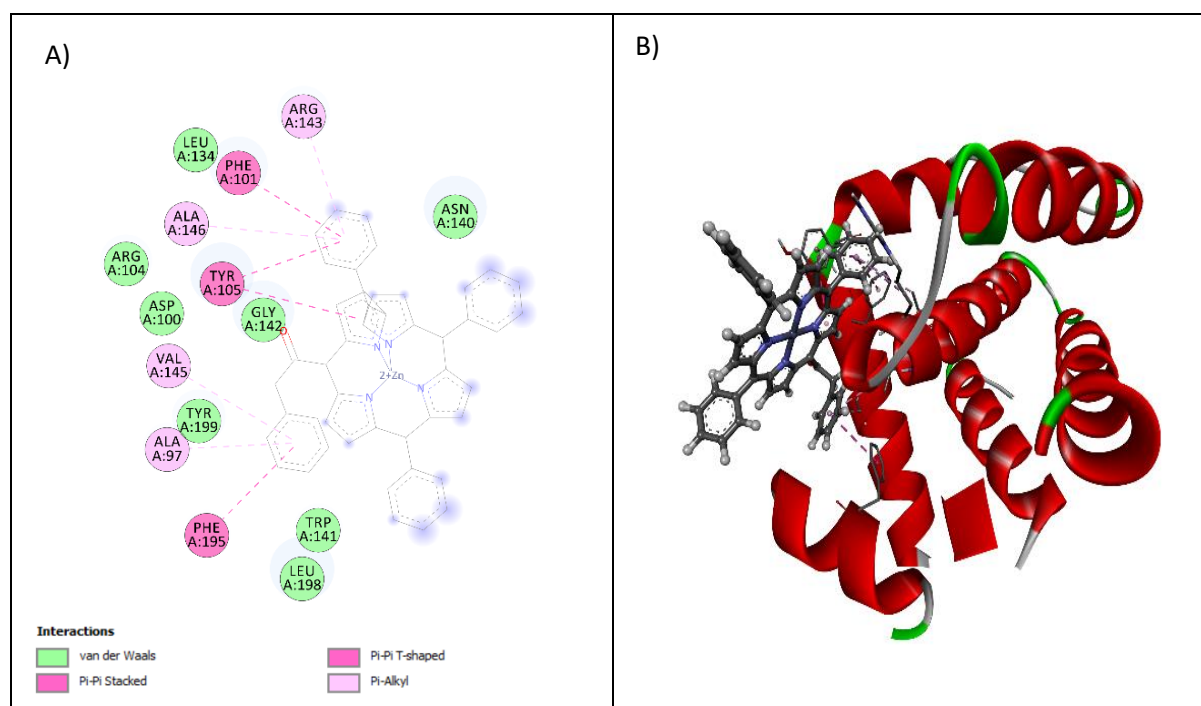 A)
B)
ARG
A:143
LEU
A:134
PHE
A:101
ASN
A:140
ALA
A:146
ARG
A:104
TYR
A:105
ASP
A:100
GLY
A:142
O
N
N
VAL
A:145
2+Zn
N
N
TYR
A:199
ALA
A:97
PHE
A:195
TRP
A:141
LEU
A:198
Interactions
van der Waals
Pi-Pi T-shaped
Pi-Pi Stacked
Pi-Alkyl